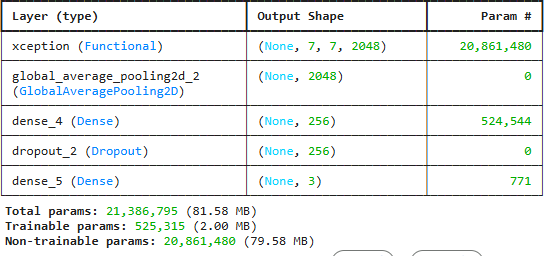 Layer (type) Output Shape Param #
xception (Functional) (None, 7, 7, 2048) 20,861,480
global_average_pooling2d_2 (None, 2048) 0
(GlobalAveragePooling2D)
dense_4 (Dense) (None, 256) 524,544
dropout_2 (Dropout) (None, 256) 0
dense_5 (Dense) (None, 3) 771
Total params: 21,386,795 (81.58 MB)
Trainable params: 525,315 (2.00 MB)
Non-trainable params: 20,861,480 (79.58 MB)